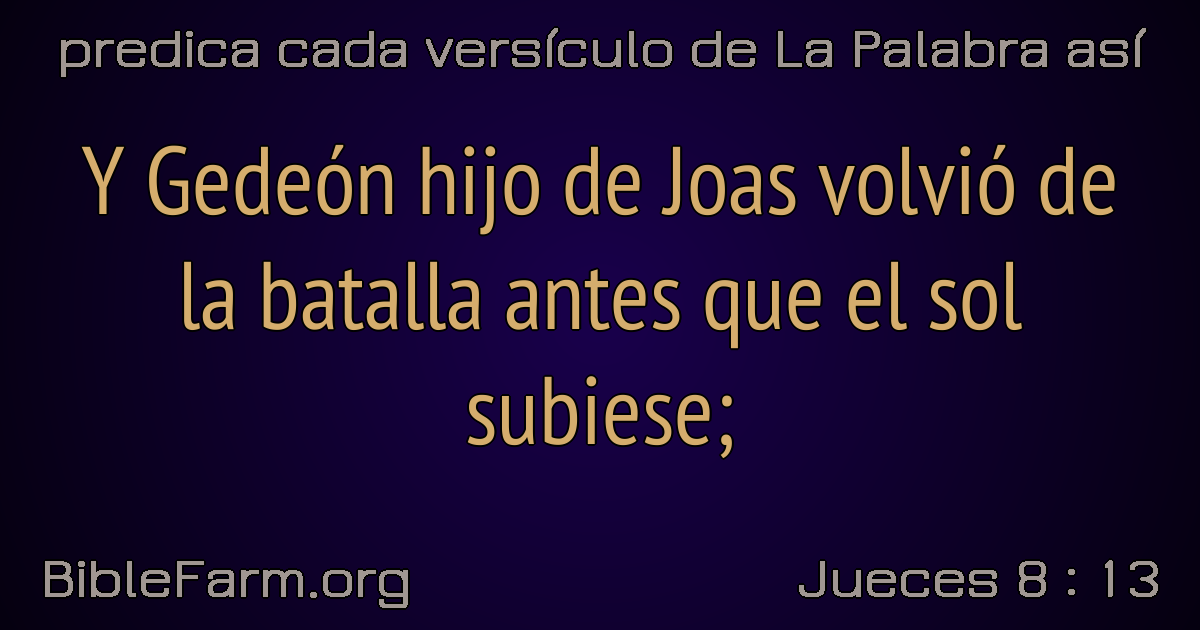 predica cada versículo de La Palabra así
Y Gedeón hijo de Joas volvió de
la batalla antes que el sol
subiese;
BibleFarm.org
Jueces 8 : 13